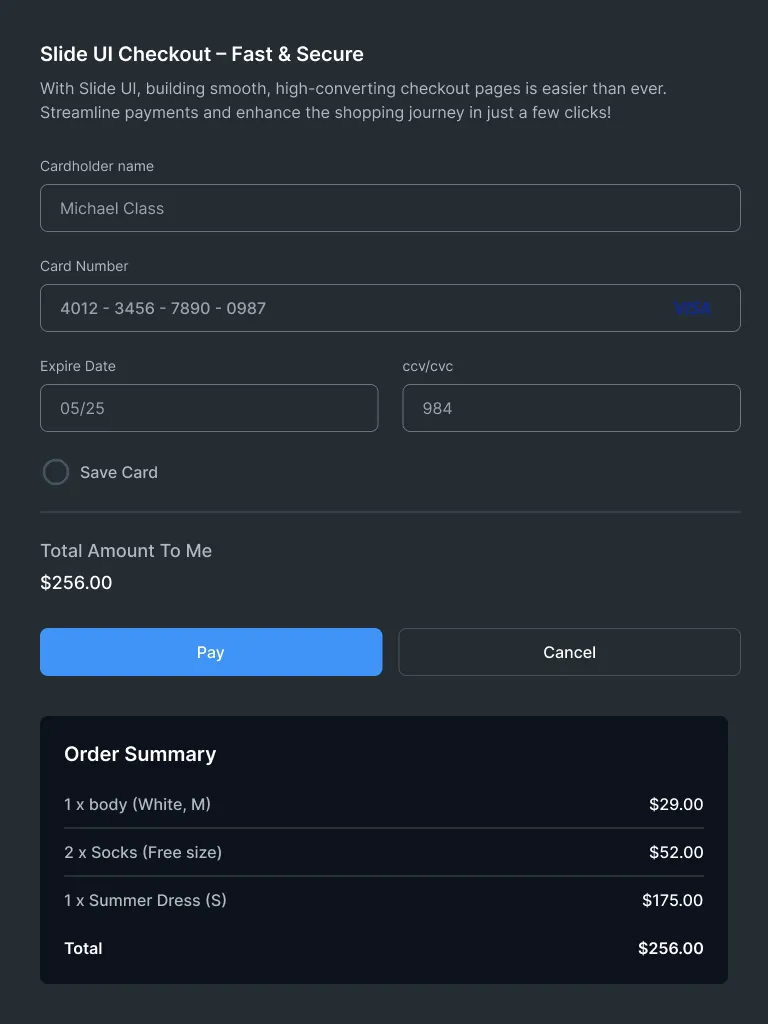 Slide UI Checkout – Fast & Secure
With Slide UI, building smooth, high-converting checkout pages is easier than ever.
Streamline payments and enhance the shopping journey in just a few clicks!
Cardholder name
Michael Class
Card Number
4012 - 3456 - 7890 - 0987 VISA
Expire Date ccv/cvc
05/25 984
Save Card
Total Amount To Me
$256.00
Pay Cancel
Order Summary
1 x body (White, M) $29.00
2 x Socks (Free size) $52.00
1 x Summer Dress (S) $175.00
Total $256.00